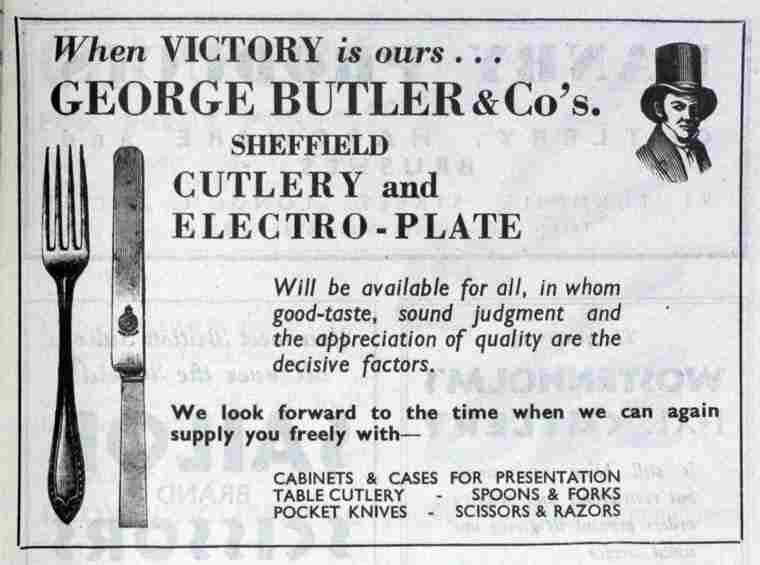 When VICTORY is ours . . .
GEORGE BUTLER & Co's.
SHEFFIELD
CUTLERY and
ELECTRO-PLATE
Will be available for all, in whom
good-taste, sound judgment and
the appreciation of quality are the
decisive factors.
We look forward to the time when we can again
supply you freely with—
CABINETS & CASES FOR PRESENTATION
TABLE CUTLERY - SPOONS & FORKS
POCKET KNIVES - SCISSORS & RAZORS